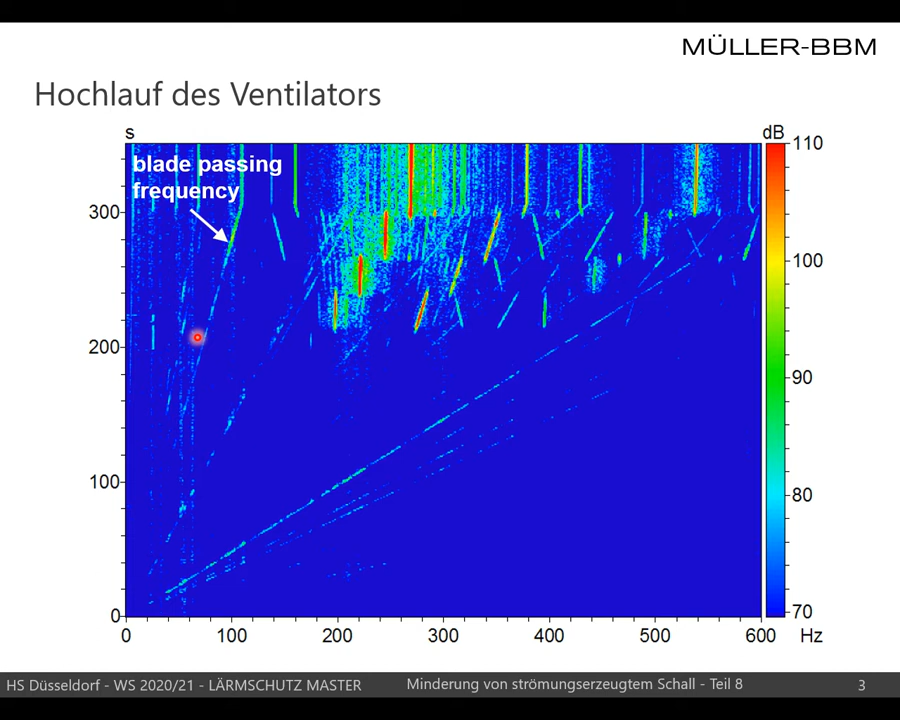 MÜLLER-BBM
Hochlauf des Ventilators
s
dB
blade passing
frequency
300
200
100
0
0 100 200 300 400 500 600 Hz
110
100
90
80
70
HS Düsseldorf - WS 2020/21 - LÄRMSCHUTZ MASTER
Minderung von strömungserzeugtem Schall - Teil 8
3